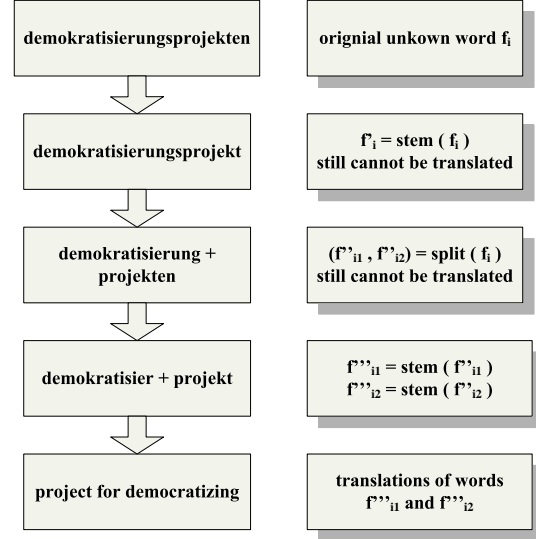 demokratisierungsprojekten
orignial unkown word fᵢ
demokratisierungsprojekt
f’ᵢ = stem ( fᵢ )
still cannot be translated
demokratisierung +
projekten
(f’’ᵢ₁ , f’’ᵢ₂) = split ( fᵢ )
still cannot be translated
demokratisier + projekt
f’’’ᵢ₁ = stem ( f’’ᵢ₁ )
f’’’ᵢ₂ = stem ( f’’ᵢ₂ )
project for democratizing
translations of words
f’’’ᵢ₁ and f’’’ᵢ₂